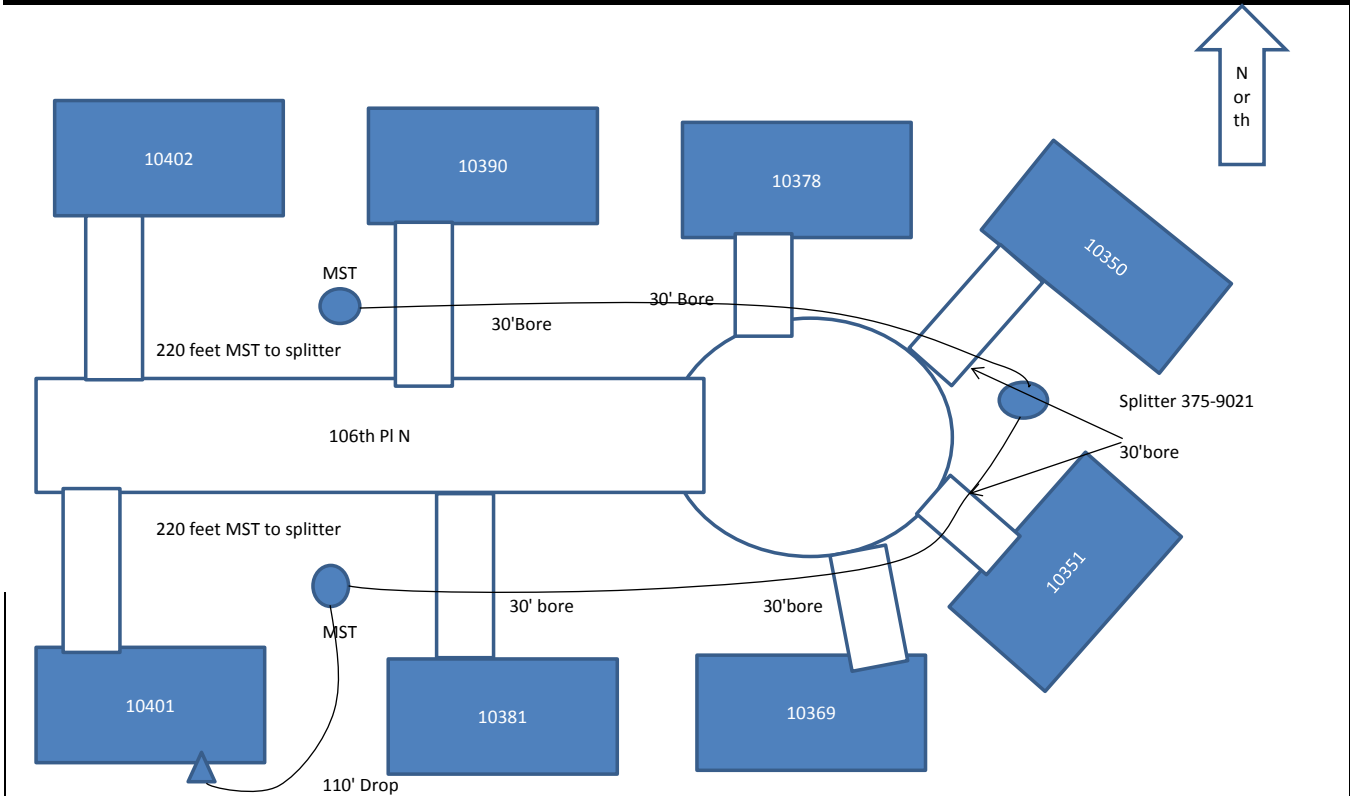 N
or
th
10402
10390
10378
10350
MST
30' Bore
30'Bore
220 feet MST to splitter
Splitter 375-9021
106th Pl N
30'bore
220 feet MST to splitter
10351
30' bore
30'bore
MST
10401
10381
10369
110' Drop